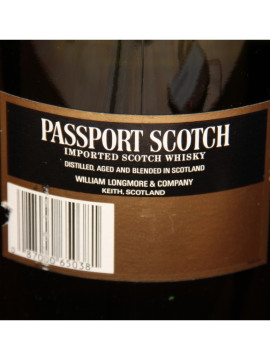 PASSPORT SCOTCH
IMPORTED SCOTCH WHISKY
DISTILLED, AGED AND BLENDED IN SCOTLAND
WILLIAM LONGMORE & COMPANY
KEITH, SCOTLAND